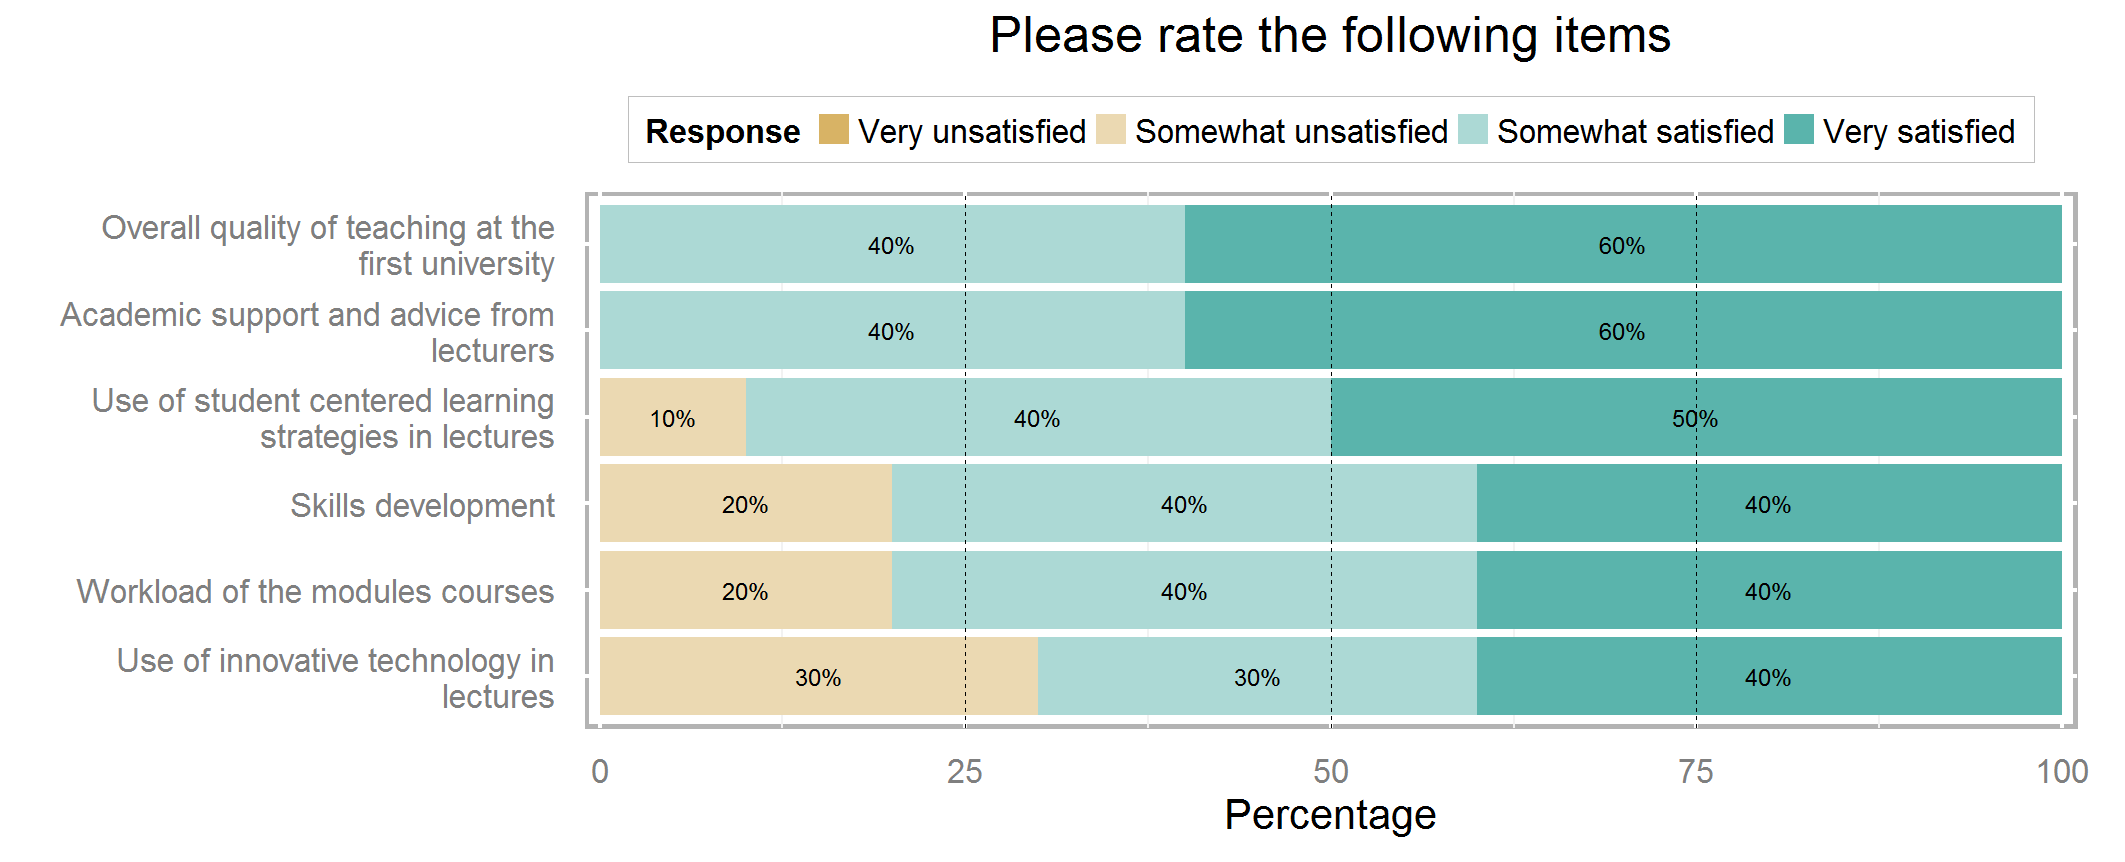 Please rate the following items
Response Very unsatisfied Somewhat unsatisfied Somewhat satisfied Very satisfied
Overall quality of teaching at the
first university
40% 60%
Academic support and advice from
lecturers
40% 60%
Use of student centered learning
strategies in lectures
10% 40% 50%
Skills development
20% 40% 40%
Workload of the modules courses
20% 40% 40%
Use of innovative technology in
lectures
30% 30% 40%
0 25 50 75 100
Percentage